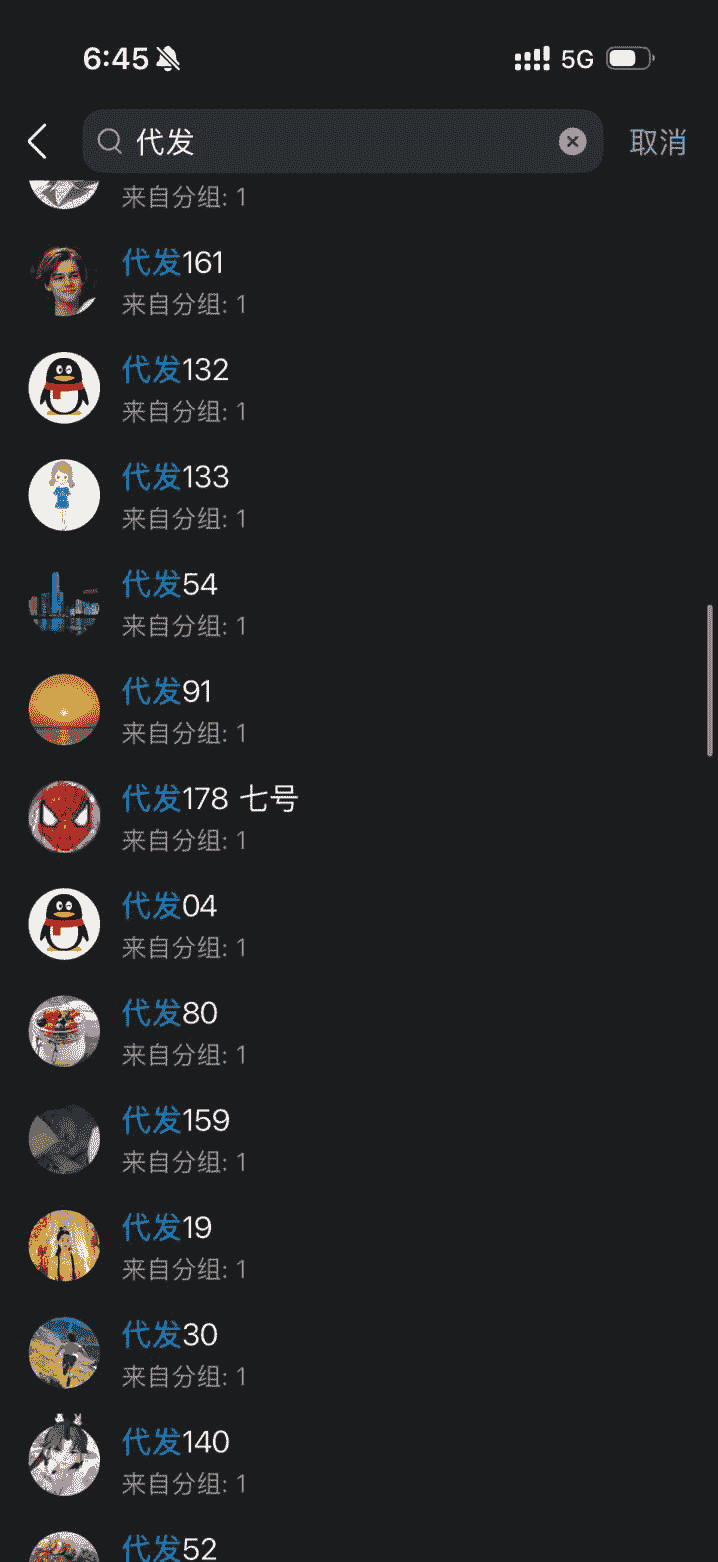 6:45 5G
代发 取消
来自分组: 1
代发161
来自分组: 1
代发132
来自分组: 1
代发133
来自分组: 1
代发54
来自分组: 1
代发91
来自分组: 1
代发178 七号
来自分组: 1
代发04
来自分组: 1
代发80
来自分组: 1
代发159
来自分组: 1
代发19
来自分组: 1
代发30
来自分组: 1
代发140
来自分组: 1
代发52